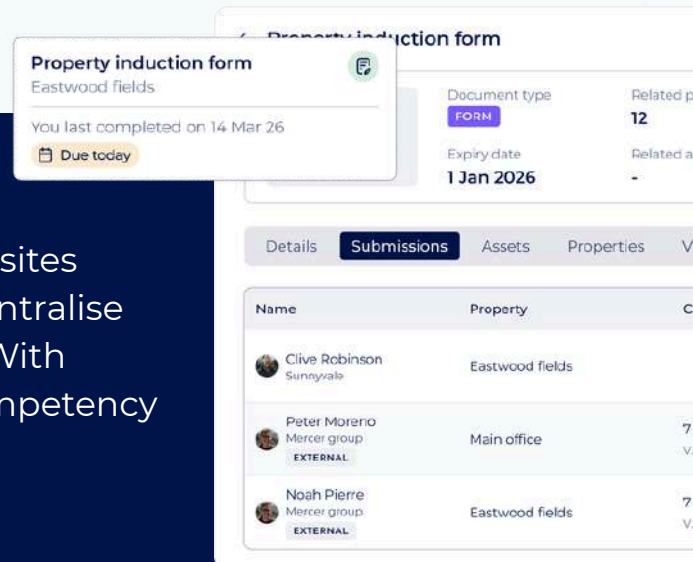 Property induction form
Property induction form
Eastwood fields
You last completed on 14 Mar 26
Due today
Document type
FORM
Related p
12
Expiry date
1 Jan 2026
Related a
-
sites
ntralise
With
mpetency
Details Submissions Assets Properties V
Name Property C
Clive Robinson
Sunnyvale
Eastwood fields
Peter Moreno
Mercer group
EXTERNAL
Main office
7
V
Noah Pierre
Mercer group
EXTERNAL
Eastwood fields
7
V